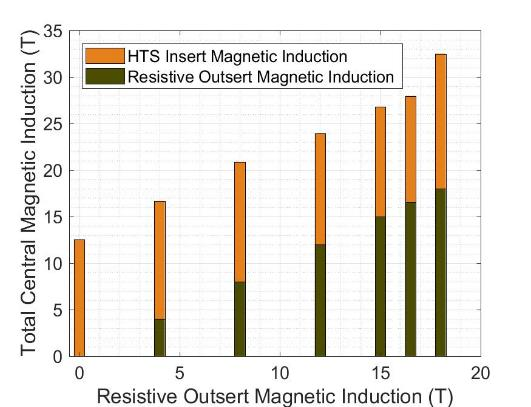 35
30
25
20
15
10
5
0
Total Central Magnetic Induction (T)
HTS Insert Magnetic Induction
Resistive Outsert Magnetic Induction
0 5 10 15 20
Resistive Outsert Magnetic Induction (T)